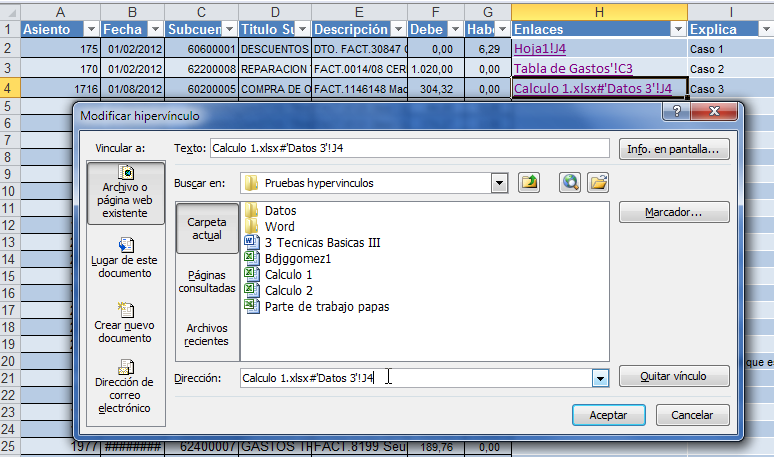 A B C D E F G H I
1 Asiento Fecha Subcuen Titulo Su Descripción Debe Habe Enlaces Explica
2 175 01/02/2012 60600001 DESCUENTOS DTO. FACT.30847 0,00 6,29 Hoja1!J4 Caso 1
3 170 01/02/2012 62200008 REPARACION FACT.0014/08 CER 1.020,00 0,00 Tabla de Gastos'!C3 Caso 2
4 1716 01/08/2012 60200005 COMPRA DE O FACT.1146148 Mad 304,32 0,00 Calculo 1.xlsx#'Datos 3'!J4 Caso 3
Modificar hipervínculo
Vincular a: Texto: Calculo 1.xlsx#'Datos 3'!J4 Info. en pantalla...
Archivo o
página web
existente
Lugar de este
documento
Crear nuevo
documento
Dirección de
correo
electrónico
Buscar en: Pruebas hypervinculos
Carpeta
actual
Páginas
consultadas
Archivos
recientes
Datos
Word
3 Tecnicas Basicas III
Bdjggomez1
Calculo 1
Calculo 2
Parte de trabajo papas
Marcador...
Dirección: Calculo 1.xlsx#'Datos 3'!J4 Quitar vínculo
Aceptar Cancelar
5
6
7
8
9
10
11
12
13
14
15
16
17
18
19
20 que es
21
22
23
24
25 1977 ######## 62400007 GASTOS TR FACT.8199 Seu 189,76 0,00